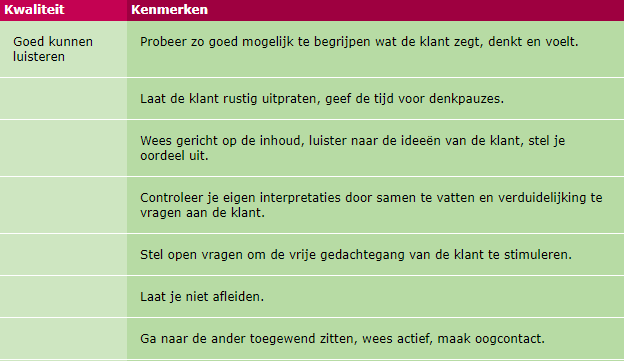 Kwaliteit Kenmerken
Goed kunnen luisteren
Probeer zo goed mogelijk te begrijpen wat de klant zegt, denkt en voelt.
Laat de klant rustig uitpraten, geef de tijd voor denkpauzes.
Wees gericht op de inhoud, luister naar de ideeën van de klant, stel je
oordeel uit.
Controleer je eigen interpretaties door samen te vatten en verduidelijking te
vragen aan de klant.
Stel open vragen om de vrije gedachtegang van de klant te stimuleren.
Laat je niet afleiden.
Ga naar de ander toegewend zitten, wees actief, maak oogcontact.